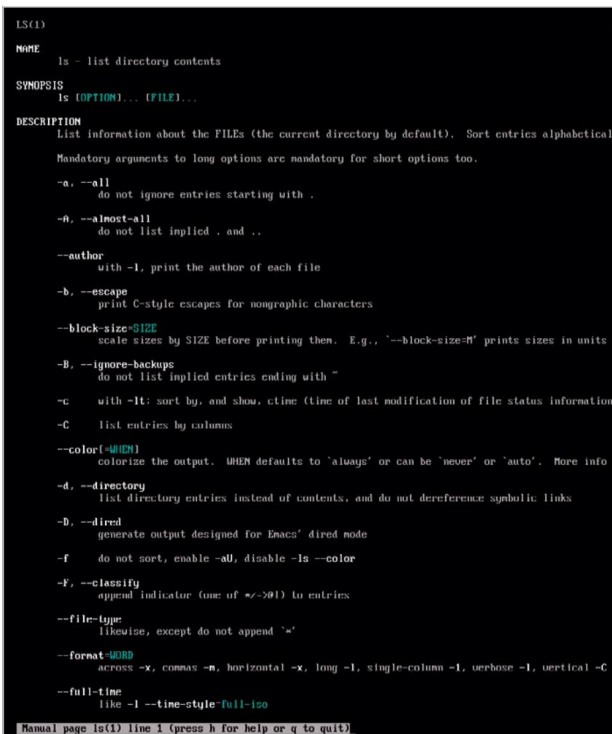 LS(1)
NAME
ls - list directory contents
SYNOPSIS
ls [OPTION]... [FILE]...
DESCRIPTION
List information about the FILEs (the current directory by default). Sort entries alphabetical
Mandatory arguments to long options are mandatory for short options too.
-a, --all
do not ignore entries starting with .
-A, --almost-all
do not list implied . and ..
--author
with -l, print the author of each file
-b, --escape
print C-style escapes for nongraphic characters
--block-size=SIZE
scale sizes by SIZE before printing them. E.g., `--block-size=M' prints sizes in units
-B, --ignore-backups
do not list implied entries ending with ~
-c with -lt: sort by, and show, ctime (time of last modification of file status information
-C list entries by columns
--color[=WHEN]
colorize the output. WHEN defaults to `always' or can be `never' or `auto'. More info
-d, --directory
list directory entries instead of contents, and do not dereference symbolic links
-D, --dired
generate output designed for Emacs' dired mode
-f do not sort, enable -aU, disable -ls --color
-F, --classify
append indicator (one of */=>@|) to entries
--file-type
likewise, except do not append `*'
--format=WORD
across -x, commas -m, horizontal -x, long -l, single-column -1, verbose -l, vertical -C
--full-time
like -l --time-style=full-iso
Manual page ls(1) line 1 (press h for help or q to quit)